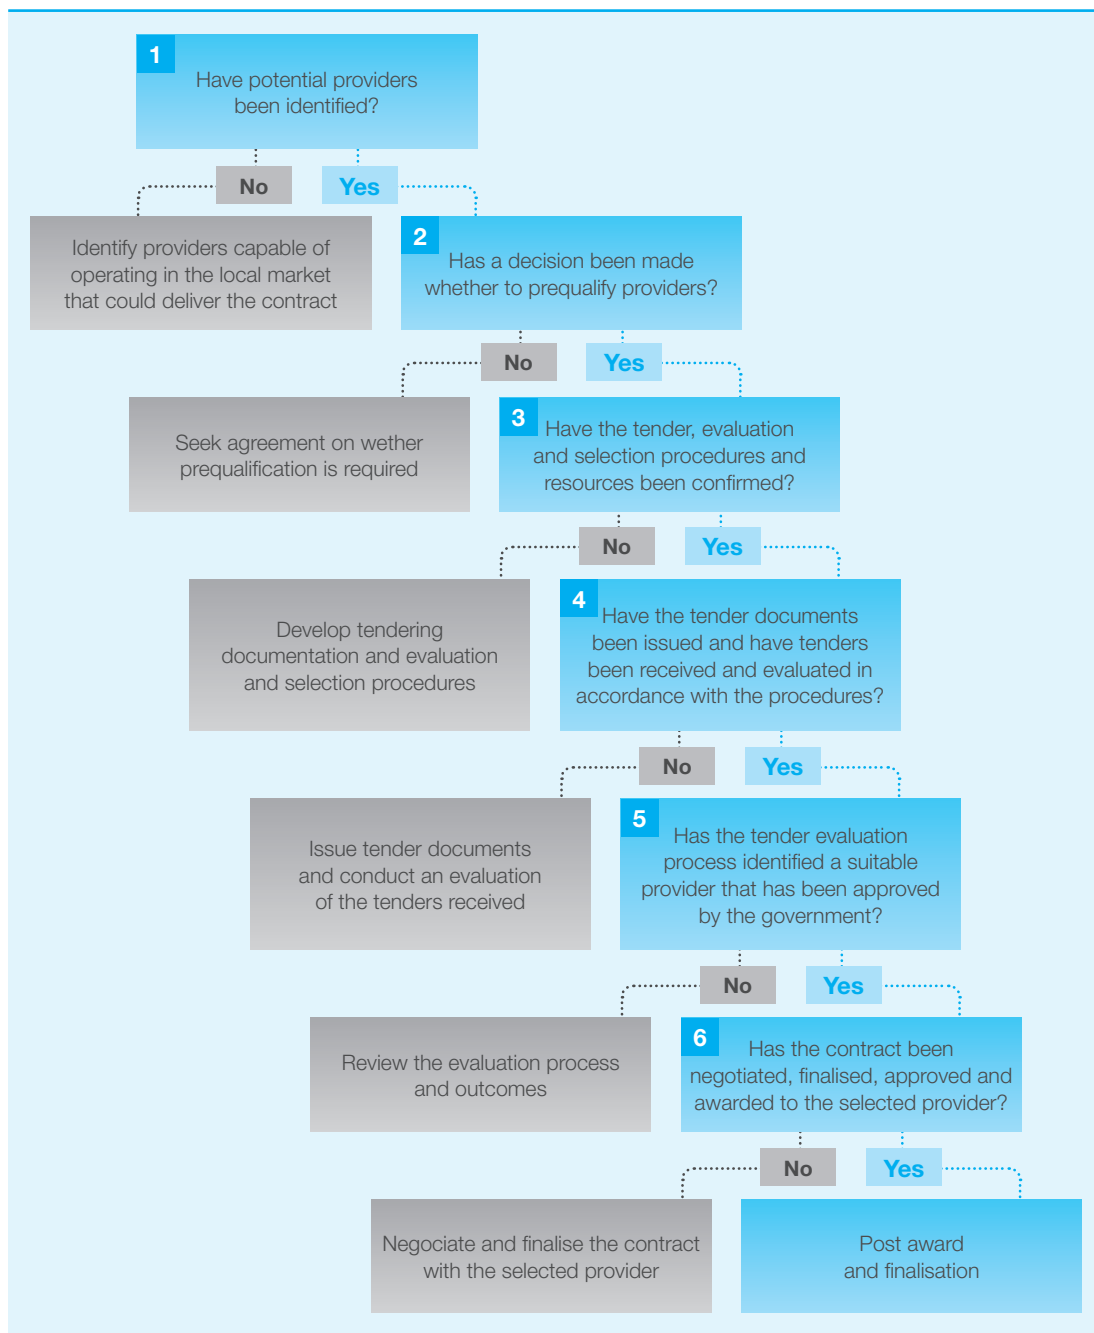 1
Have potential providers
been identified?
No
Yes
Identify providers capable of
operating in the local market
that could deliver the contract
2
Has a decision been made
whether to prequalify providers?
No
Yes
Seek agreement on wether
prequalification is required
3
Have the tender, evaluation
and selection procedures and
resources been confirmed?
No
Yes
Develop tendering
documentation and evaluation
and selection procedures
4
Have the tender documents
been issued and have tenders
been received and evaluated in
accordance with the procedures?
No
Yes
Issue tender documents
and conduct an evaluation
of the tenders received
5
Has the tender evaluation
process identified a suitable
provider that has been approved
by the government?
No
Yes
Review the evaluation process
and outcomes
6
Has the contract been
negotiated, finalised, approved and
awarded to the selected provider?
No
Yes
Negociate and finalise the contract
with the selected provider
Post award
and finalisation